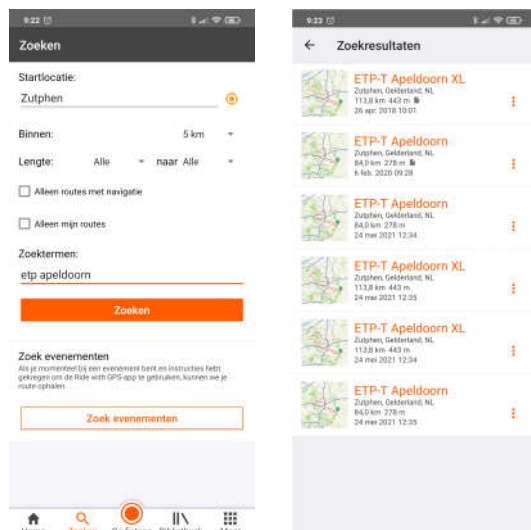 9:22
Zoeken
Startlocatie:
Zutphen
Binnen: 5 km
Lengte: Alle naar Alle
Alleen routes met navigatie
Alleen mijn routes
Zoektermen:
etp apeldoorn
Zoeken
Zoek evenementen
Als je momenteel bij een evenement bent en instructies hebt
gekregen om de Ride with GPS-app te gebruiken, kunnen we je
route ophalen.
Zoek evenementen
Home Zoeken Bibliotheek Meer
9:23
Zoekresultaten
ETP-T Apeldoorn XL
Zutphen, Gelderland, NL
113,8 km 443 m
26 apr. 2018 10:01
ETP-T Apeldoorn
Zutphen, Gelderland, NL
84,0 km 278 m
6 feb. 2020 09:28
ETP-T Apeldoorn
Zutphen, Gelderland, NL
84,0 km 278 m
24 mei 2021 12:34
ETP-T Apeldoorn XL
Zutphen, Gelderland, NL
113,8 km 443 m
24 mei 2021 12:35
ETP-T Apeldoorn XL
Zutphen, Gelderland, NL
113,8 km 443 m
24 mei 2021 12:34
ETP-T Apeldoorn
Zutphen, Gelderland, NL
84,0 km 278 m
24 mei 2021 12:35